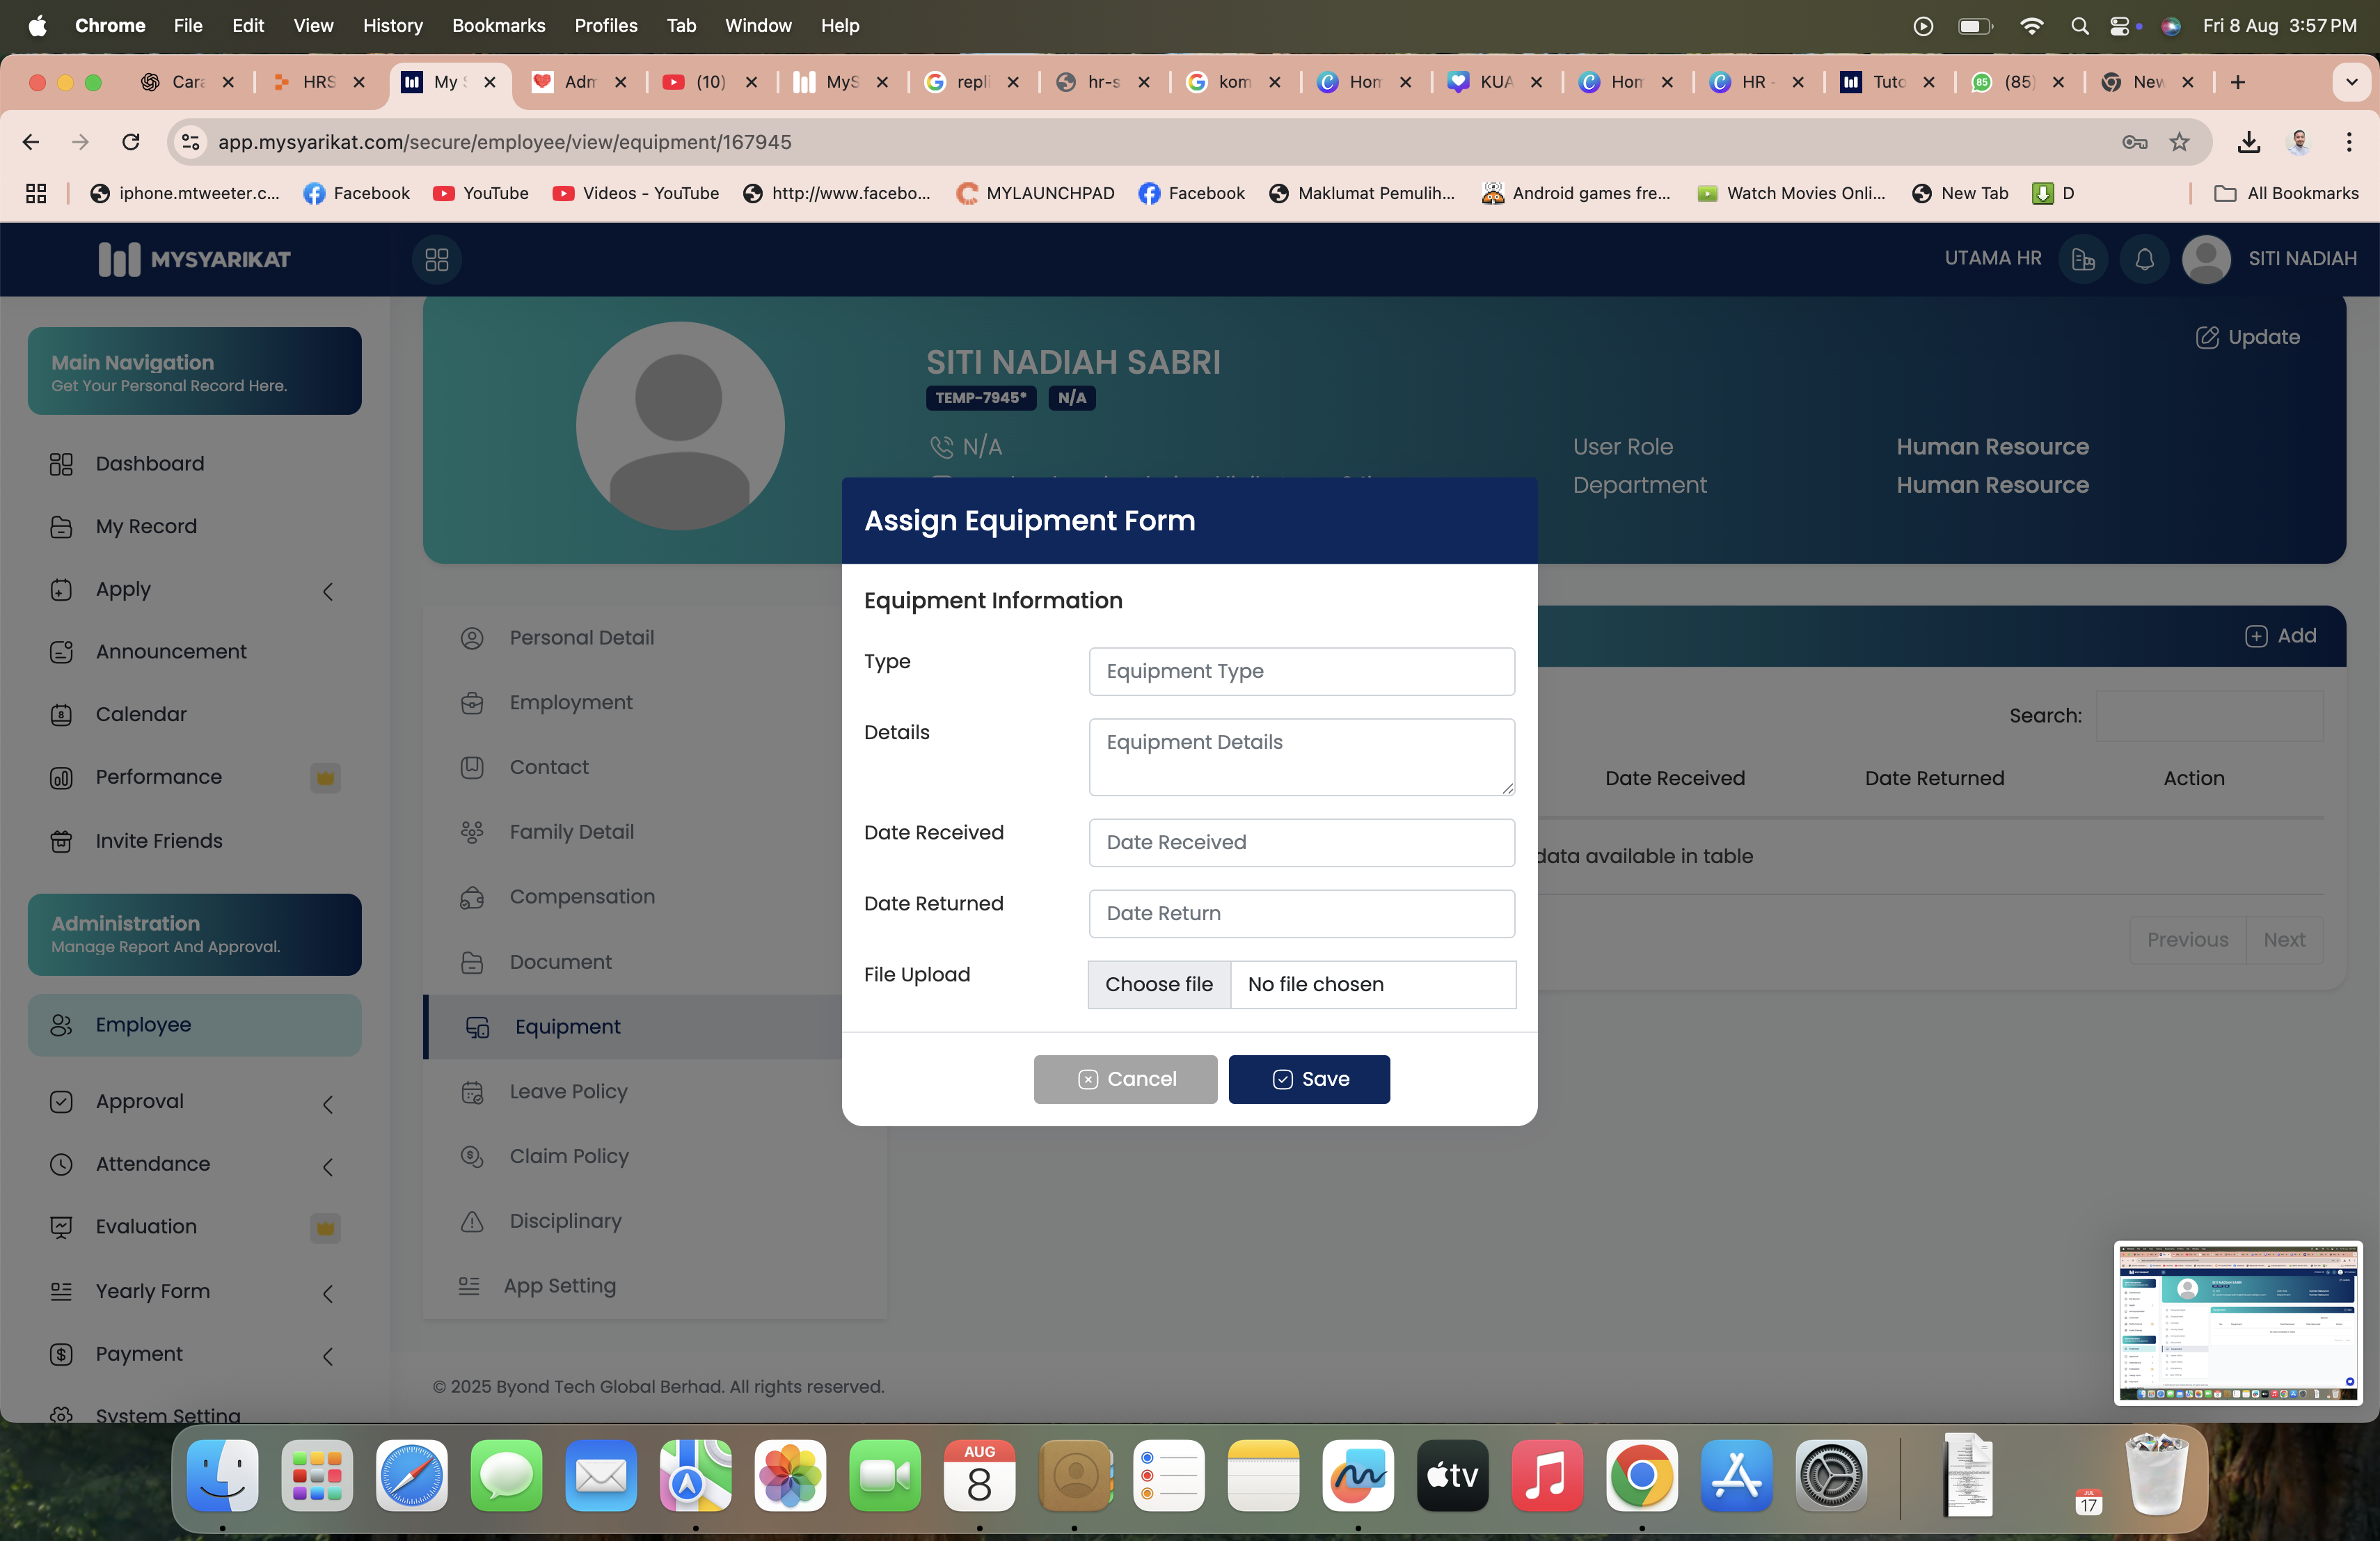 Chrome File Edit View History Bookmarks Profiles Tab Window Help
Fri 8 Aug 3:57 PM
Cara HRS My S Adm (10) MyS repli hr-s kom Hom KUA Hom HR - Tuto (85) New
app.mysyarikat.com/secure/employee/view/equipment/167945
iphone.mtweeter.c... Facebook YouTube Videos - YouTube http://www.facebo... MYLAUNCHPAD Facebook Maklumat Pemulih... Android games fre... Watch Movies Onli... New Tab D All Bookmarks
MYSYARIKAT
UTAMA HR
SITI NADIAH
Main Navigation
Get Your Personal Record Here.
Dashboard
My Record
Apply
Announcement
Calendar
Performance
Invite Friends
Administration
Manage Report And Approval.
Employee
Approval
Attendance
Evaluation
Yearly Form
Payment
System Setting
SITI NADIAH SABRI
TEMP-7945* N/A
N/A
Update
User Role Human Resource
Department Human Resource
Personal Detail
Employment
Contact
Family Detail
Compensation
Document
Equipment
Leave Policy
Claim Policy
Disciplinary
App Setting
Assign Equipment Form
Equipment Information
Type
Equipment Type
Details
Equipment Details
Date Received
Date Received
Date Returned
Date Return
File Upload
Choose file No file chosen
Cancel Save
Add
Search:
Date Received Date Returned Action
data available in table
Previous Next
© 2025 Byond Tech Global Berhad. All rights reserved.
AUG
8
tv
JUL
17